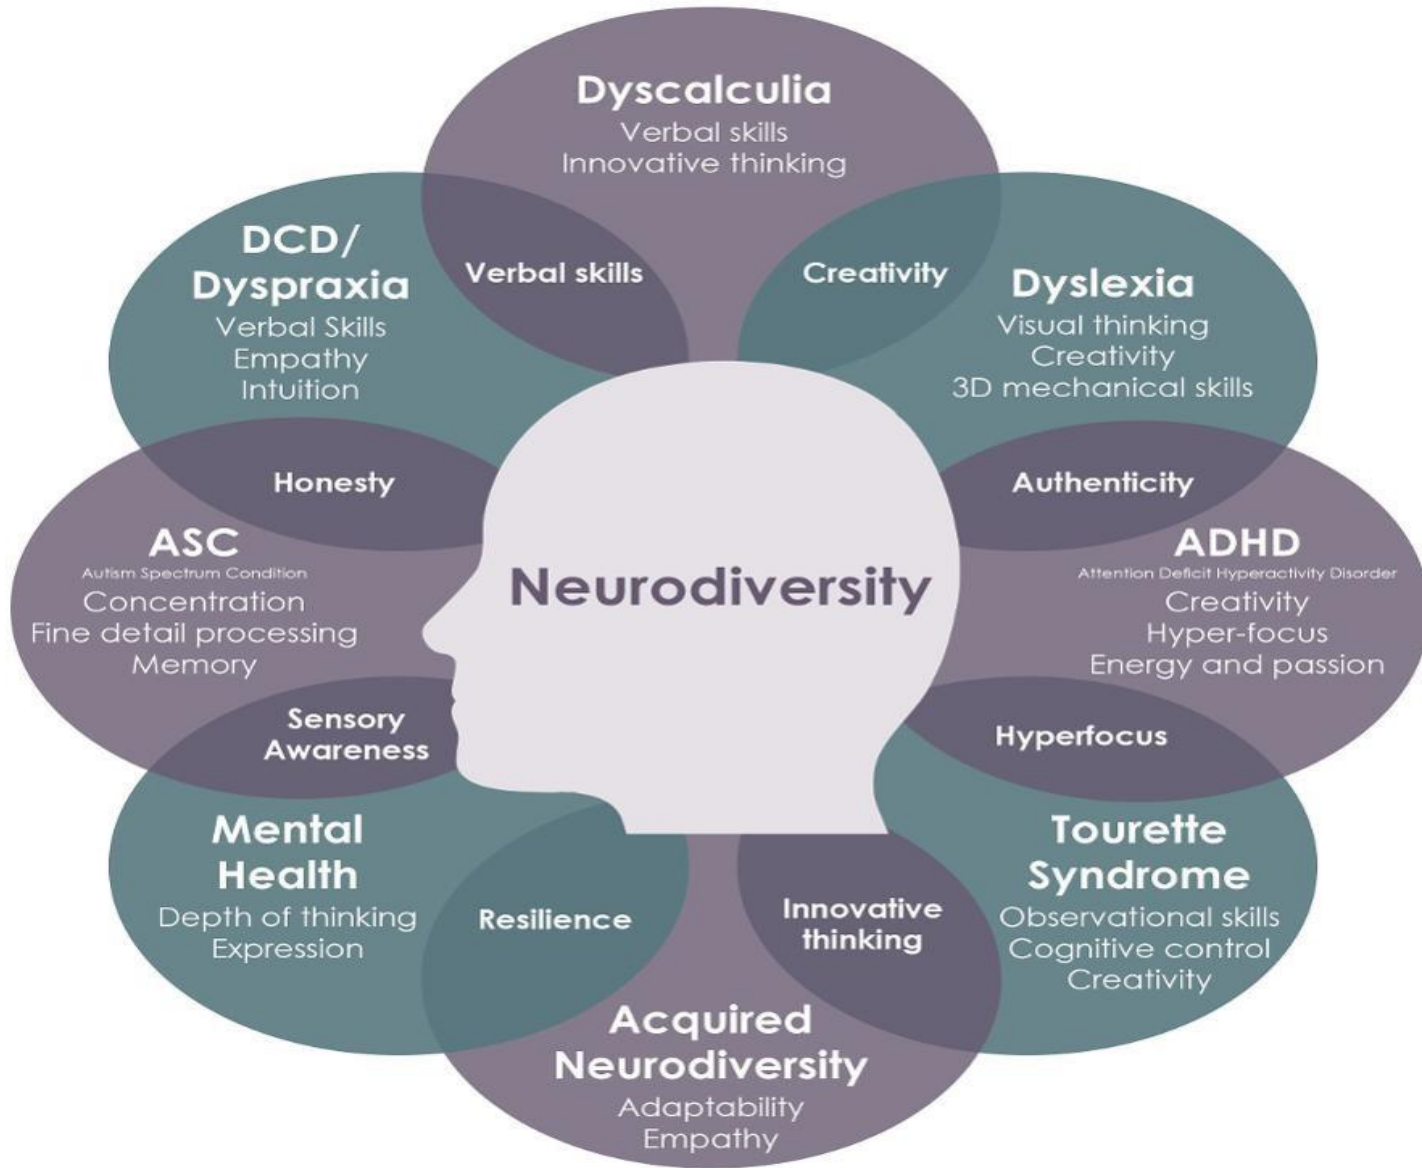 Dyscalculia
Verbal skills
Innovative thinking
DCD/
Dyspraxia
Verbal Skills
Empathy
Intuition
Verbal skills
Creativity
Dyslexia
Visual thinking
Creativity
3D mechanical skills
Honesty
Authenticity
ASC
Autism Spectrum Condition
Concentration
Fine detail processing
Memory
Neurodiversity
ADHD
Attention Deficit Hyperactivity Disorder
Creativity
Hyper-focus
Energy and passion
Sensory
Awareness
Hyperfocus
Mental
Health
Depth of thinking
Expression
Resilience
Innovative
thinking
Tourette
Syndrome
Observational skills
Cognitive control
Creativity
Acquired
Neurodiversity
Adaptability
Empathy